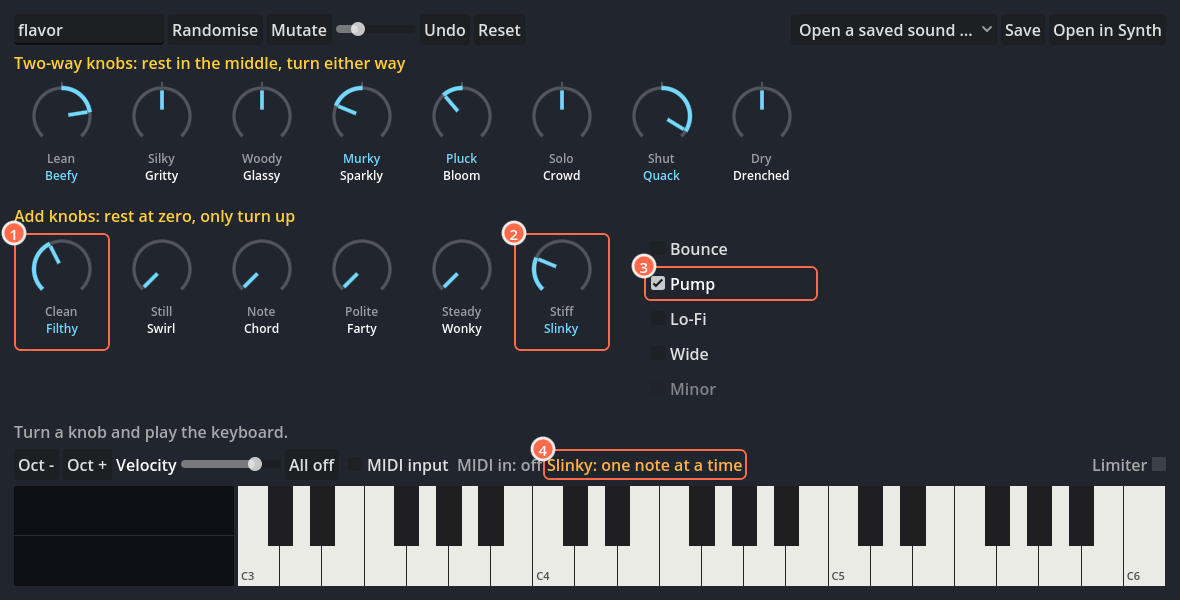 flavor Randomise Mutate Undo Reset Open a saved sound ... Save Open in Synth
Two-way knobs: rest in the middle, turn either way
Lean Silky Woody Murky Pluck Solo Shut Dry
Beefy Gritty Glassy Sparkly Bloom Crowd Quack Drenched
Add knobs: rest at zero, only turn up
1 2
Bounce
3
Pump
Clean Still Note Polite Steady Stiff
Lo-Fi
Filthy Swirl Chord Farty Wonky Slinky
Wide
Minor
Turn a knob and play the keyboard.
4
Oct - Oct + Velocity All off MIDI input MIDI in: off Slinky: one note at a time Limiter
C3 C4 C5 C6